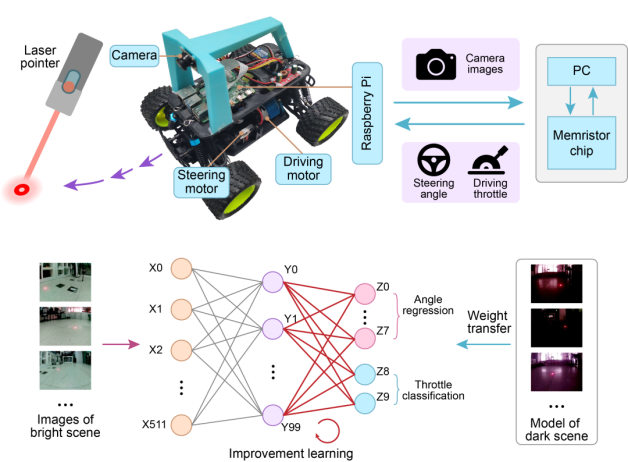 Laser
pointer
Camera
Steering
motor
Driving
motor
Raspberry Pi
Camera
images
Steering
angle
Driving
throttle
PC
Memristor
chip
Images of
bright scene
X0
X1
X2
X511
Y0
Y1
Y99
Improvement learning
Z0
Z7
Z8
Z9
Angle
regression
Throttle
classification
Weight
transfer
Model of
dark scene